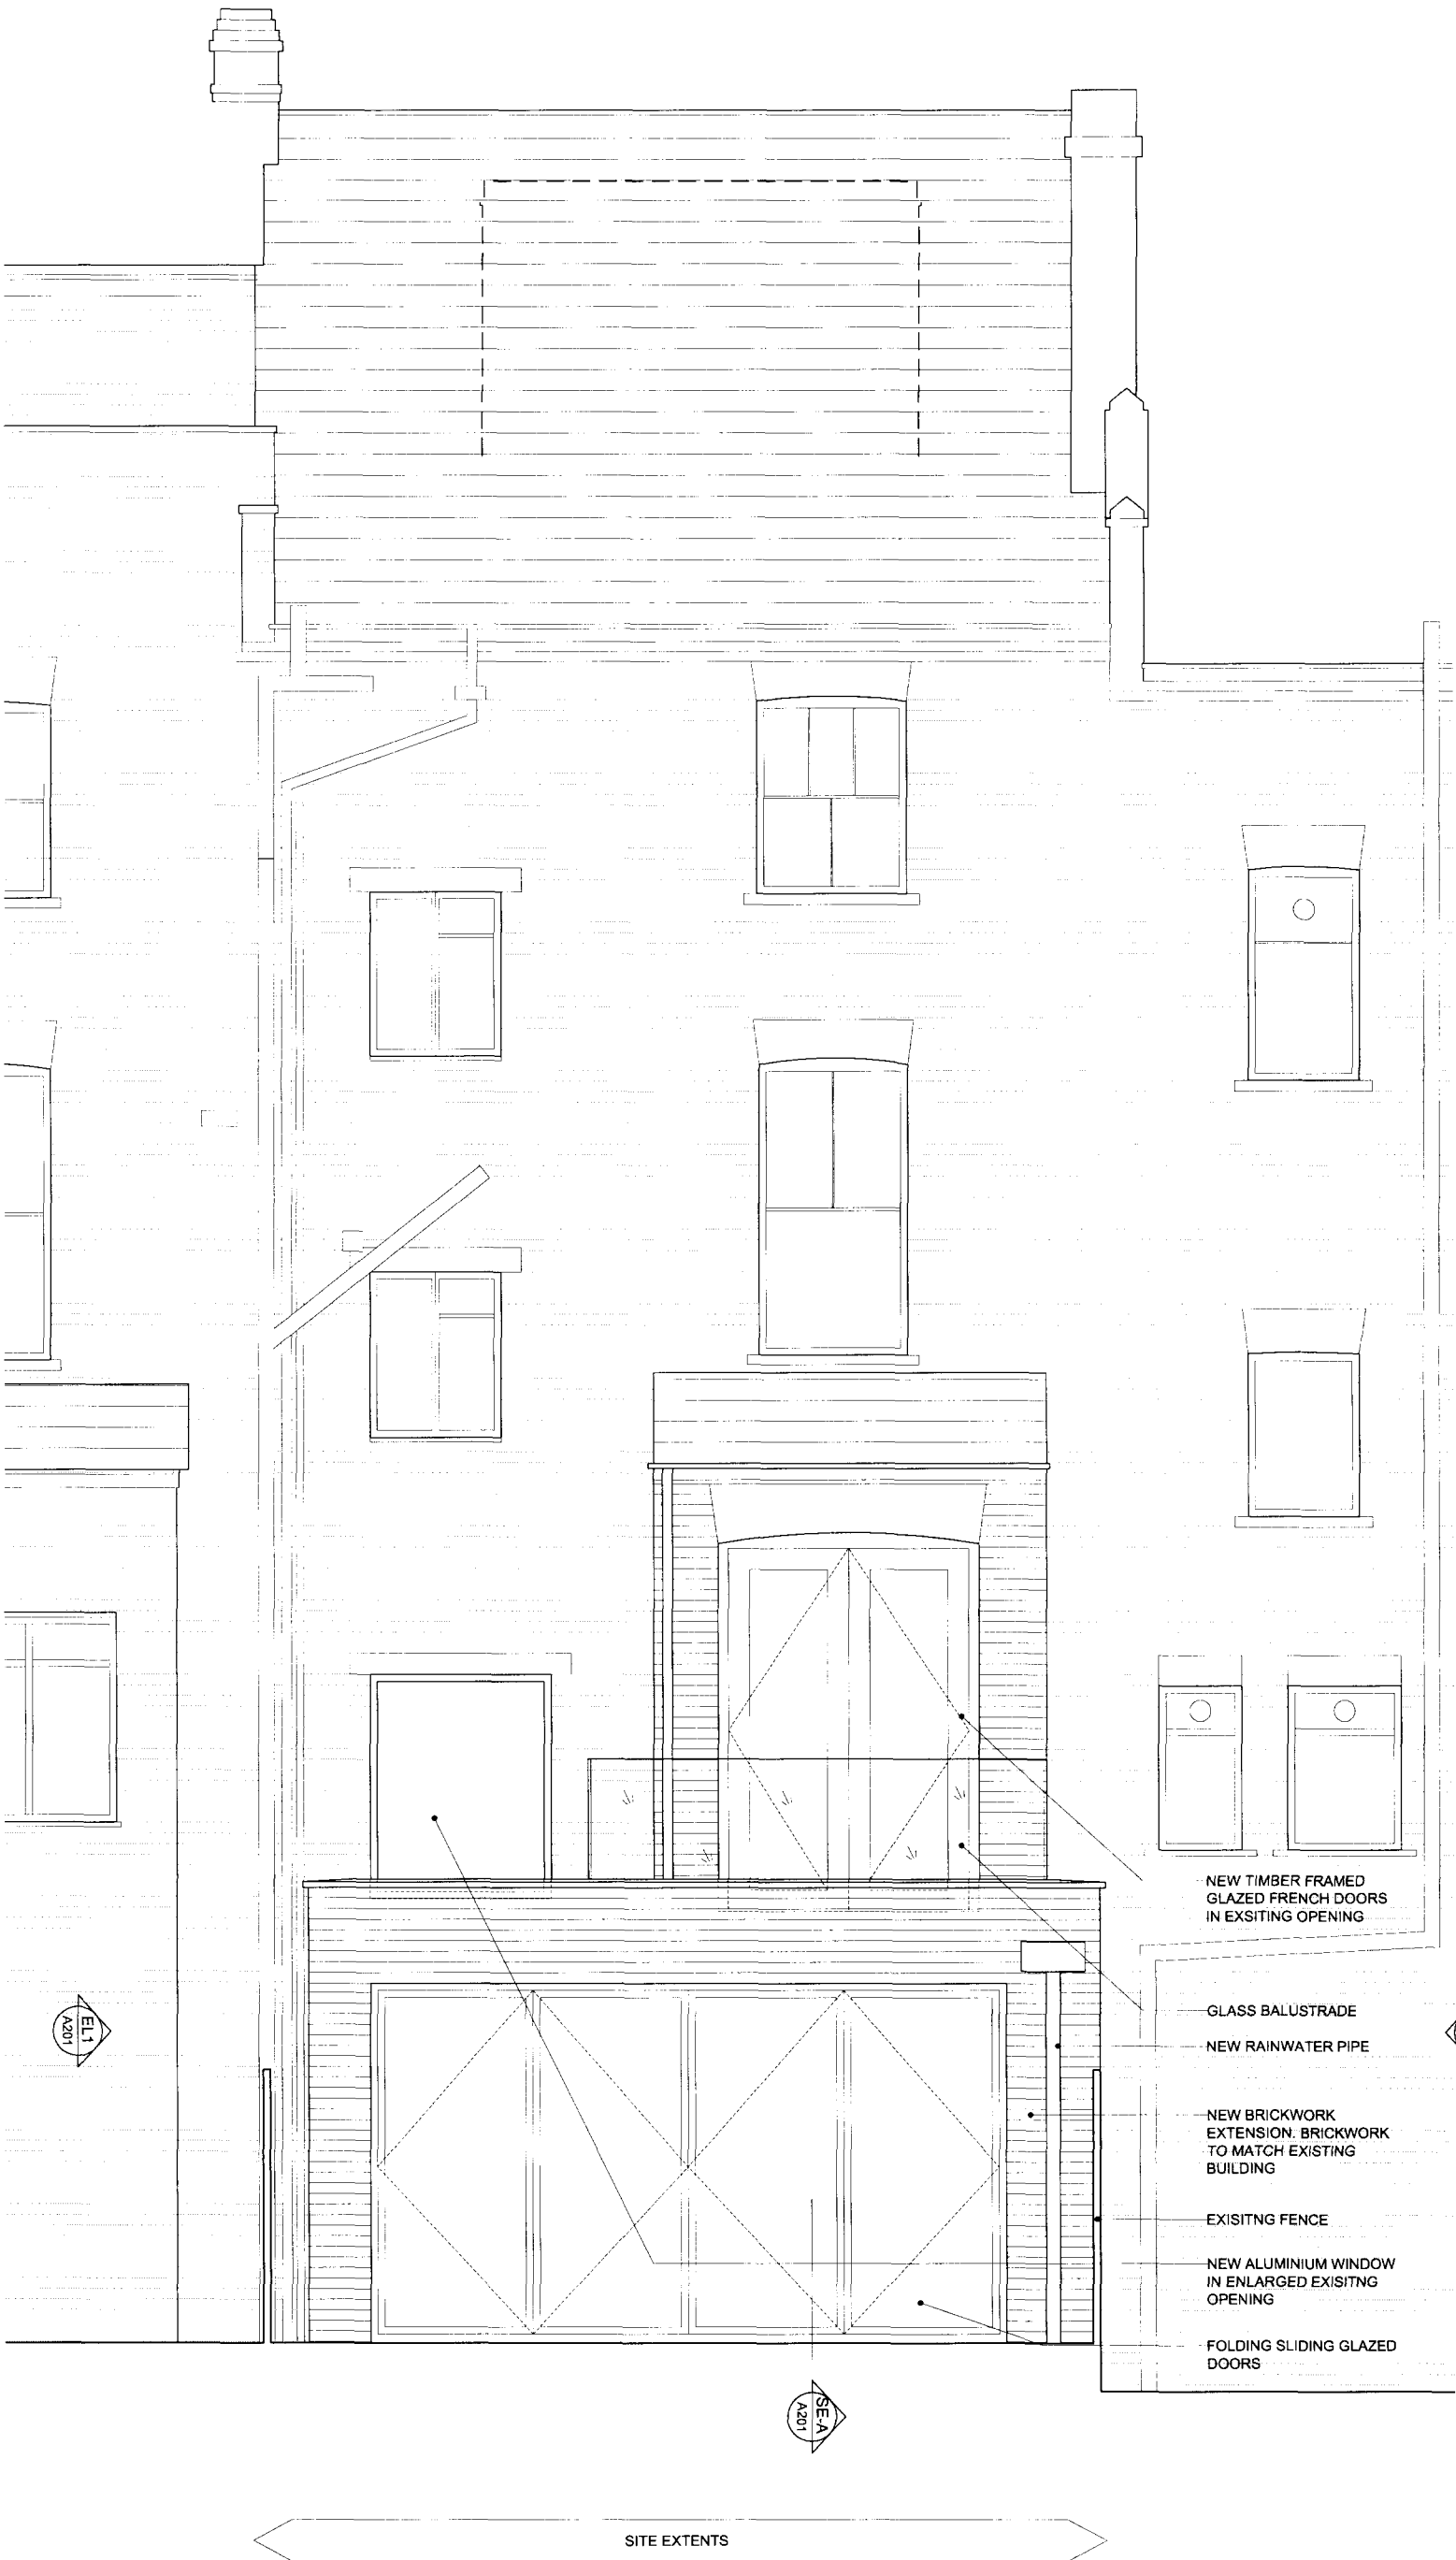 NEW TIMBER FRAMED
GLAZED FRENCH DOORS
IN EXSITING OPENING
GLASS BALUSTRADE
NEW RAINWATER PIPE
NEW BRICKWORK
EXTENSION. BRICKWORK
TO MATCH EXISTING
BUILDING
EXISITNG FENCE
NEW ALUMINIUM WINDOW
IN ENLARGED EXISITNG
OPENING
FOLDING SLIDING GLAZED
DOORS
EL1
A201
SE-A
A201
SITE EXTENTS